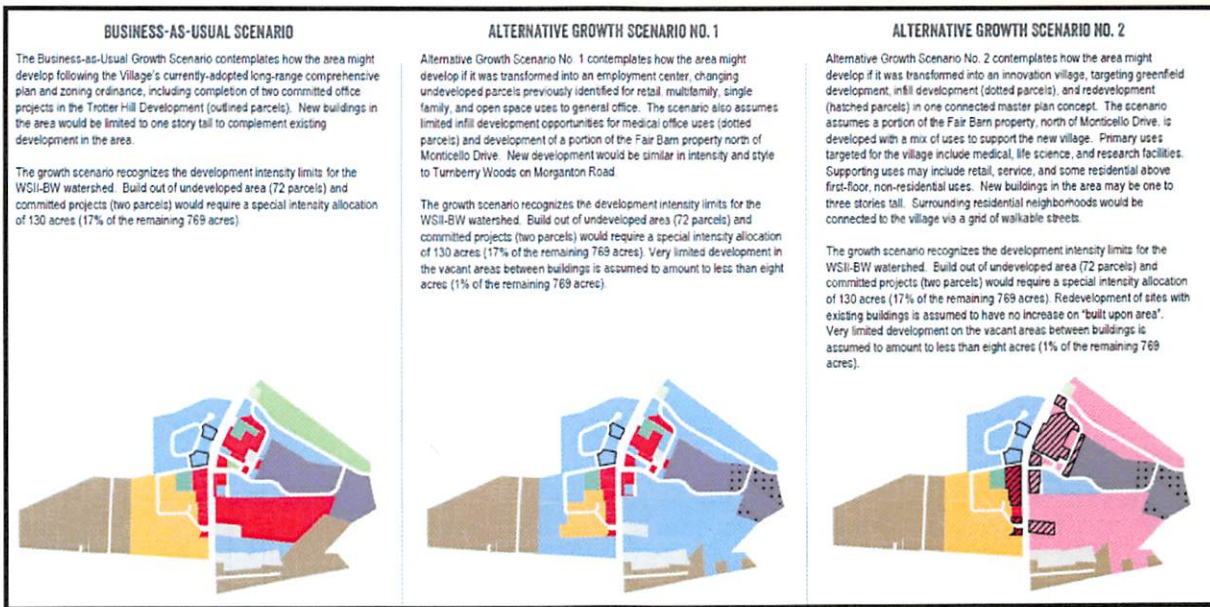 BUSINESS-AS-USUAL SCENARIO
The Business-as-Usual Growth Scenario contemplates how the area might
develop following the Village's currently-adopted long-range comprehensive
plan and zoning ordinance, including completion of two committed office
projects in the Trotter Hill Development (outlined parcels). New buildings in
the area would be limited to one story tall to complement existing
development in the area.
The growth scenario recognizes the development intensity limits for the
WSII-BW watershed. Build out of undeveloped area (72 parcels) and
committed projects (two parcels) would require a special intensity allocation
of 130 acres (17% of the remaining 769 acres).
ALTERNATIVE GROWTH SCENARIO NO. 1
Alternative Growth Scenario No. 1 contemplates how the area might
develop if it was transformed into an employment center, changing
undeveloped parcels previously identified for retail, multifamily, single
family, and open space uses to general office. The scenario also assumes
limited infill development opportunities for medical office uses (dotted
parcels) and development of a portion of the Fair Barn property north of
Monticello Drive. New development would be similar in intensity and style
to Turnberry Woods on Morganton Road.
The growth scenario recognizes the development intensity limits for the
WSII-BW watershed. Build out of undeveloped area (72 parcels) and
committed projects (two parcels) would require a special intensity allocation
of 130 acres (17% of the remaining 769 acres). Very limited development in
the vacant areas between buildings is assumed to amount to less than eight
acres (1% of the remaining 769 acres).
ALTERNATIVE GROWTH SCENARIO NO. 2
Alternative Growth Scenario No. 2 contemplates how the area might
develop if it was transformed into an innovation village, targeting greenfield
development, infill development (dotted parcels), and redevelopment
(hatched parcels) in one connected master plan concept. The scenario
assumes a portion of the Fair Barn property, north of Monticello Drive, is
developed with a mix of uses to support the new village. Primary uses
targeted for the village include medical, life science, and research facilities.
Supporting uses may include retail, service, and some residential above
first-floor, non-residential uses. New buildings in the area may be one to
three stories tall. Surrounding residential neighborhoods would be
connected to the village via a grid of walkable streets.
The growth scenario recognizes the development intensity limits for the
WSII-BW watershed. Build out of undeveloped area (72 parcels) and
committed projects (two parcels) would require a special intensity allocation
of 130 acres (17% of the remaining 769 acres). Redevelopment of sites with
existing buildings is assumed to have no increase on "built upon area".
Very limited development on the vacant areas between buildings is
assumed to amount to less than eight acres (1% of the remaining 769
acres).